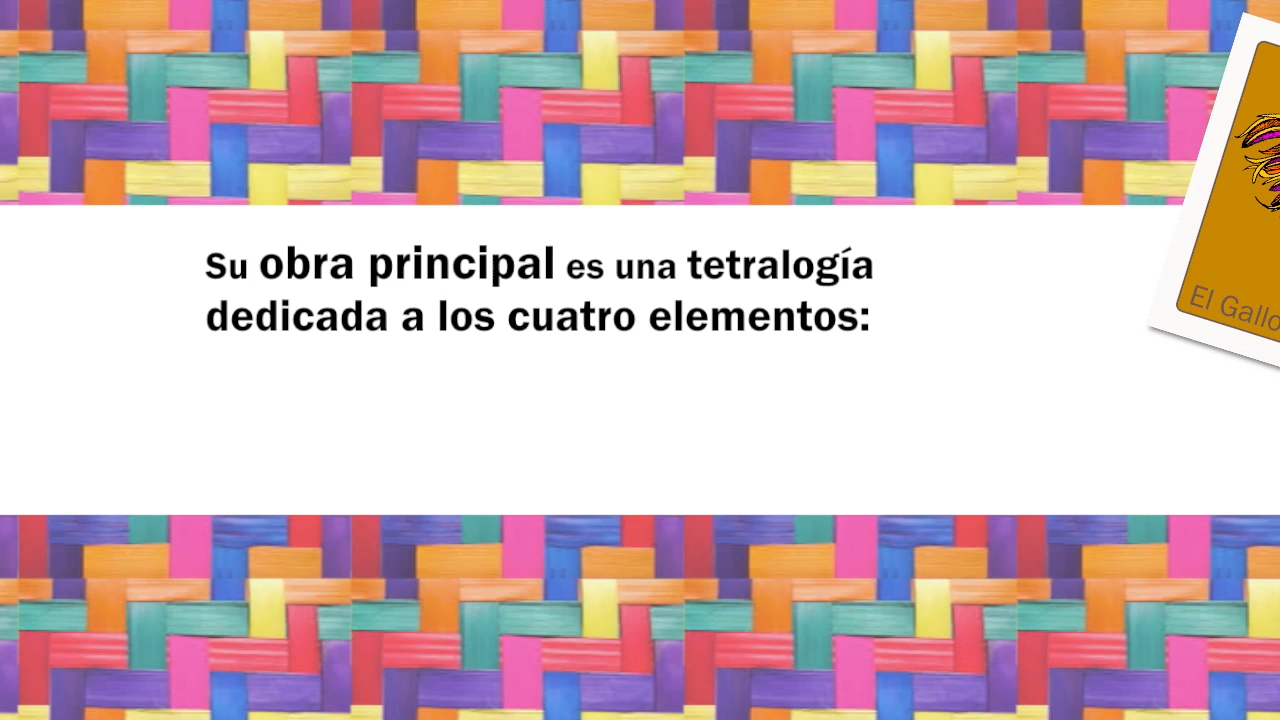 Su obra principal es una tetralogía
dedicada a los cuatro elementos:
El Gallo